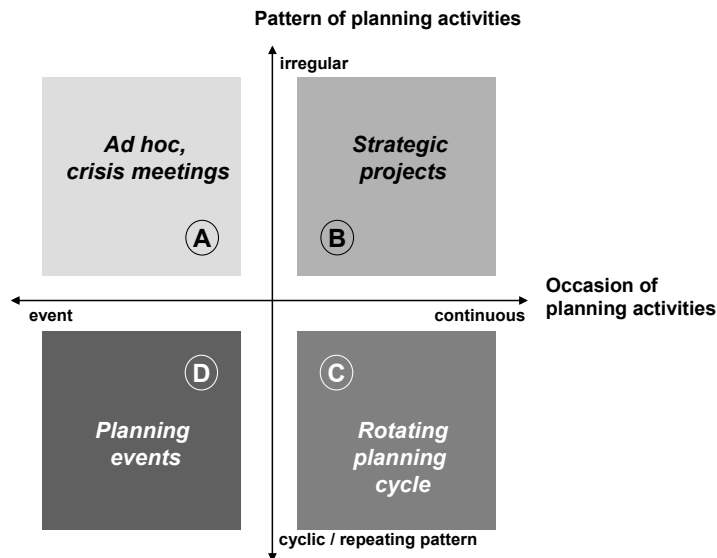 Pattern of planning activities
irregular
Ad hoc,
crisis meetings
A
Strategic
projects
B
Occasion of
planning activities
event
continuous
D
Planning
events
C
Rotating
planning
cycle
cyclic / repeating pattern